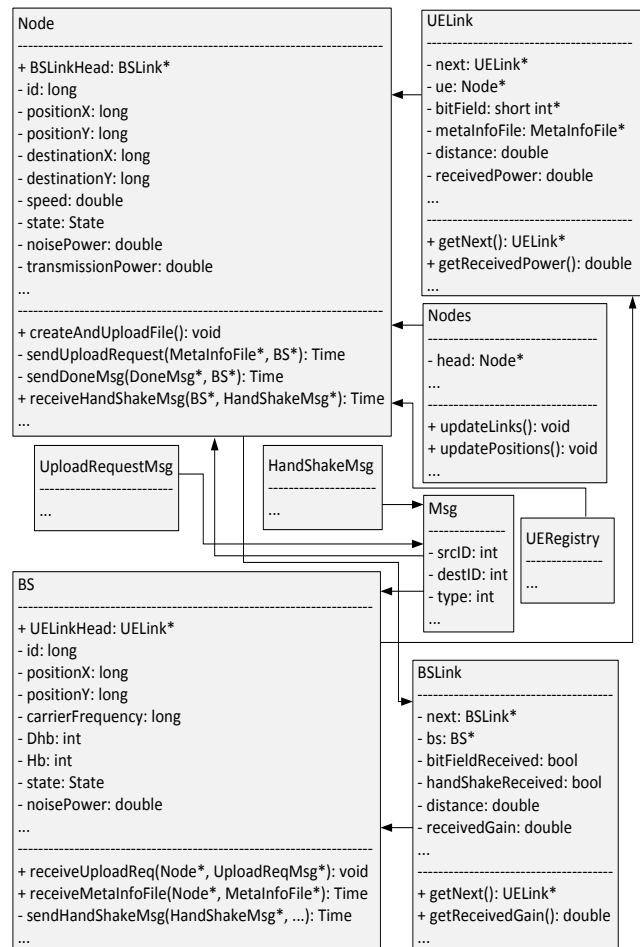 Node
+ BSLinkHead: BSLink*
- id: long
- positionX: long
- positionY: long
- destinationX: long
- destinationY: long
- speed: double
- state: State
- noisePower: double
- transmissionPower: double
...
+ createAndUploadFile(): void
- sendUploadRequest(MetaInfoFile*, BS*): Time
- sendDoneMsg(DoneMsg*, BS*): Time
+ receiveHandShakeMsg(BS*, HandShakeMsg*): Time
...
UELink
- next: UELink*
- ue: Node*
- bitField: short int*
- metaInfoFile: MetaInfoFile*
- distance: double
- receivedPower: double
...
+ getNext(): UELink*
+ getReceivedPower(): double
...
Nodes
- head: Node*
...
+ updateLinks(): void
+ updatePositions(): void
...
UploadRequestMsg
...
HandShakeMsg
...
Msg
- srcID: int
- destID: int
- type: int
...
UERegistry
...
BS
+ UELinkHead: UELink*
- id: long
- positionX: long
- positionY: long
- carrierFrequency: long
- Dhb: int
- Hb: int
- state: State
- noisePower: double
...
+ receiveUploadReq(Node*, UploadReqMsg*): void
+ receiveMetaInfoFile(Node*, MetaInfoFile*): Time
- sendHandShakeMsg(HandShakeMsg*, ...): Time
...
BSLink
- next: BSLink*
- bs: BS*
- bitFieldReceived: bool
- handShakeReceived: bool
- distance: double
- receivedGain: double
...
+ getNext(): UELink*
+ getReceivedGain(): double
...